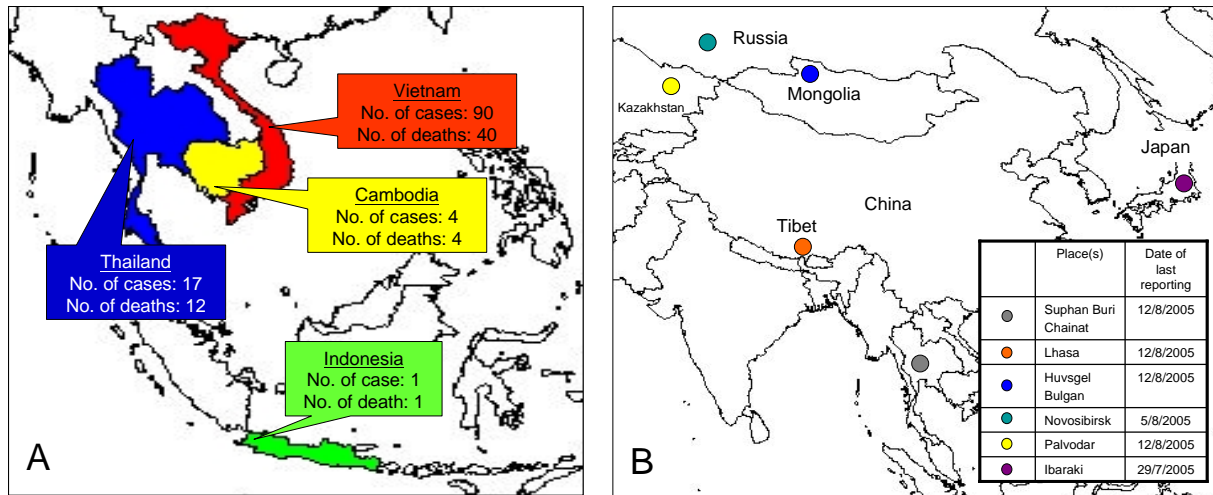 Vietnam
No. of cases: 90
No. of deaths: 40
Cambodia
No. of cases: 4
No. of deaths: 4
Thailand
No. of cases: 17
No. of deaths: 12
Indonesia
No. of case: 1
No. of death: 1
A
Russia
Kazakhstan
Mongolia
Japan
China
Tibet
Place(s) Date of
last
reporting
Suphan Buri 12/8/2005
Chainat
Lhasa 12/8/2005
Huvsgel 12/8/2005
Bulgan
Novosibirsk 5/8/2005
Palvodar 12/8/2005
Ibaraki 29/7/2005
B